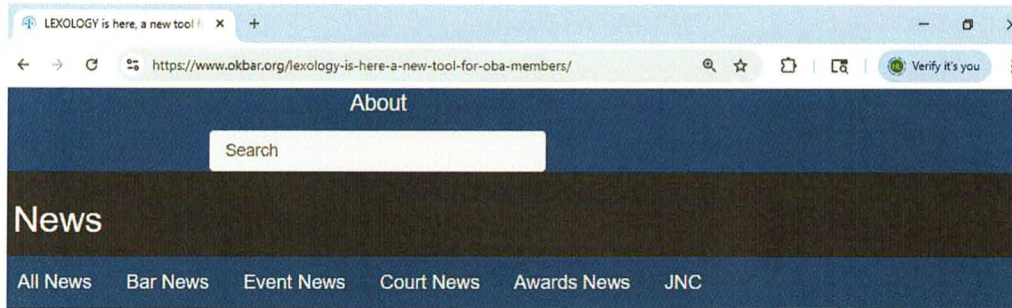 LEXOLOGY is here, a new tool f
https://www.okbar.org/lexology-is-here-a-new-tool-for-oba-members/
Verify it's you
About
Search
News
All News Bar News Event News Court News Awards News JNC